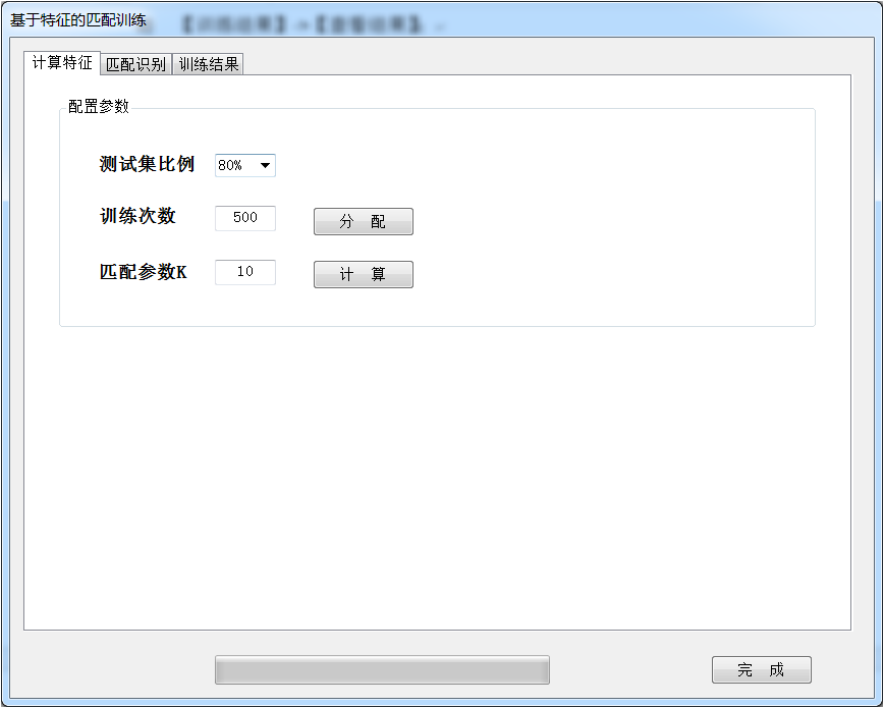 基于特征的匹配训练
计算特征 匹配识别 训练结果
配置参数
测试集比例 80%
训练次数 500 分 配
匹配参数K 10 计 算
完 成